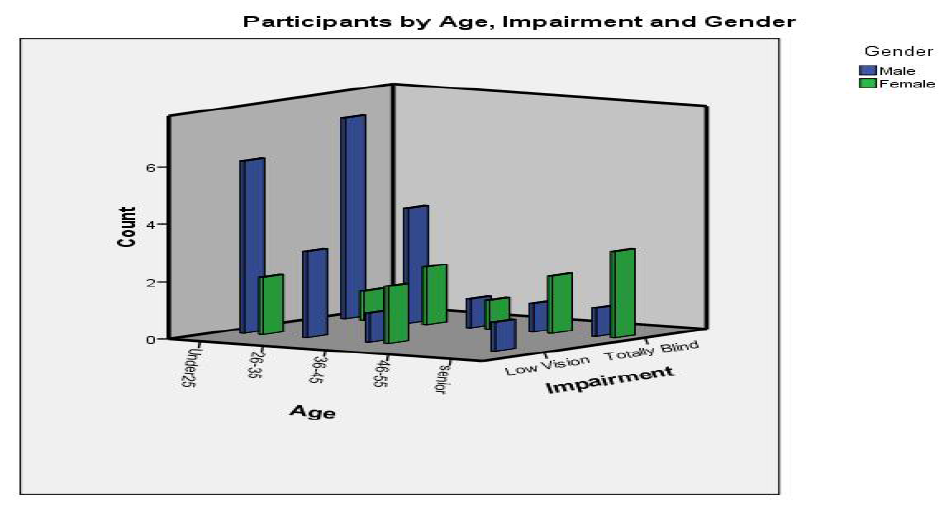 Participants by Age, Impairment and Gender
Gender
Male
Female
6
4
2
0
Count
Under25
26-35
36-45
46-55
senior
Age
Low Vision
Totally Blind
Impairment